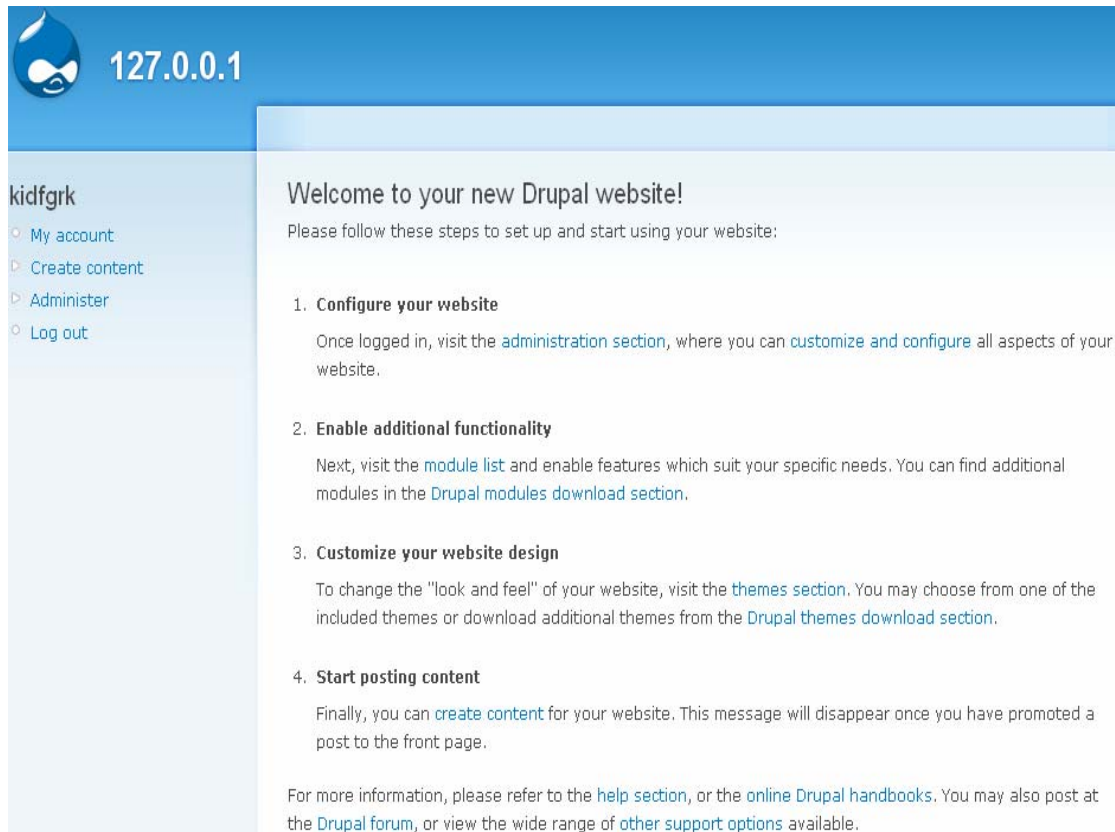 127.0.0.1
kidfgrk
My account
Create content
Administer
Log out
Welcome to your new Drupal website!
Please follow these steps to set up and start using your website:
1. Configure your website
Once logged in, visit the administration section, where you can customize and configure all aspects of your
website.
2. Enable additional functionality
Next, visit the module list and enable features which suit your specific needs. You can find additional
modules in the Drupal modules download section.
3. Customize your website design
To change the "look and feel" of your website, visit the themes section. You may choose from one of the
included themes or download additional themes from the Drupal themes download section.
4. Start posting content
Finally, you can create content for your website. This message will disappear once you have promoted a
post to the front page.
For more information, please refer to the help section, or the online Drupal handbooks. You may also post at
the Drupal forum, or view the wide range of other support options available.